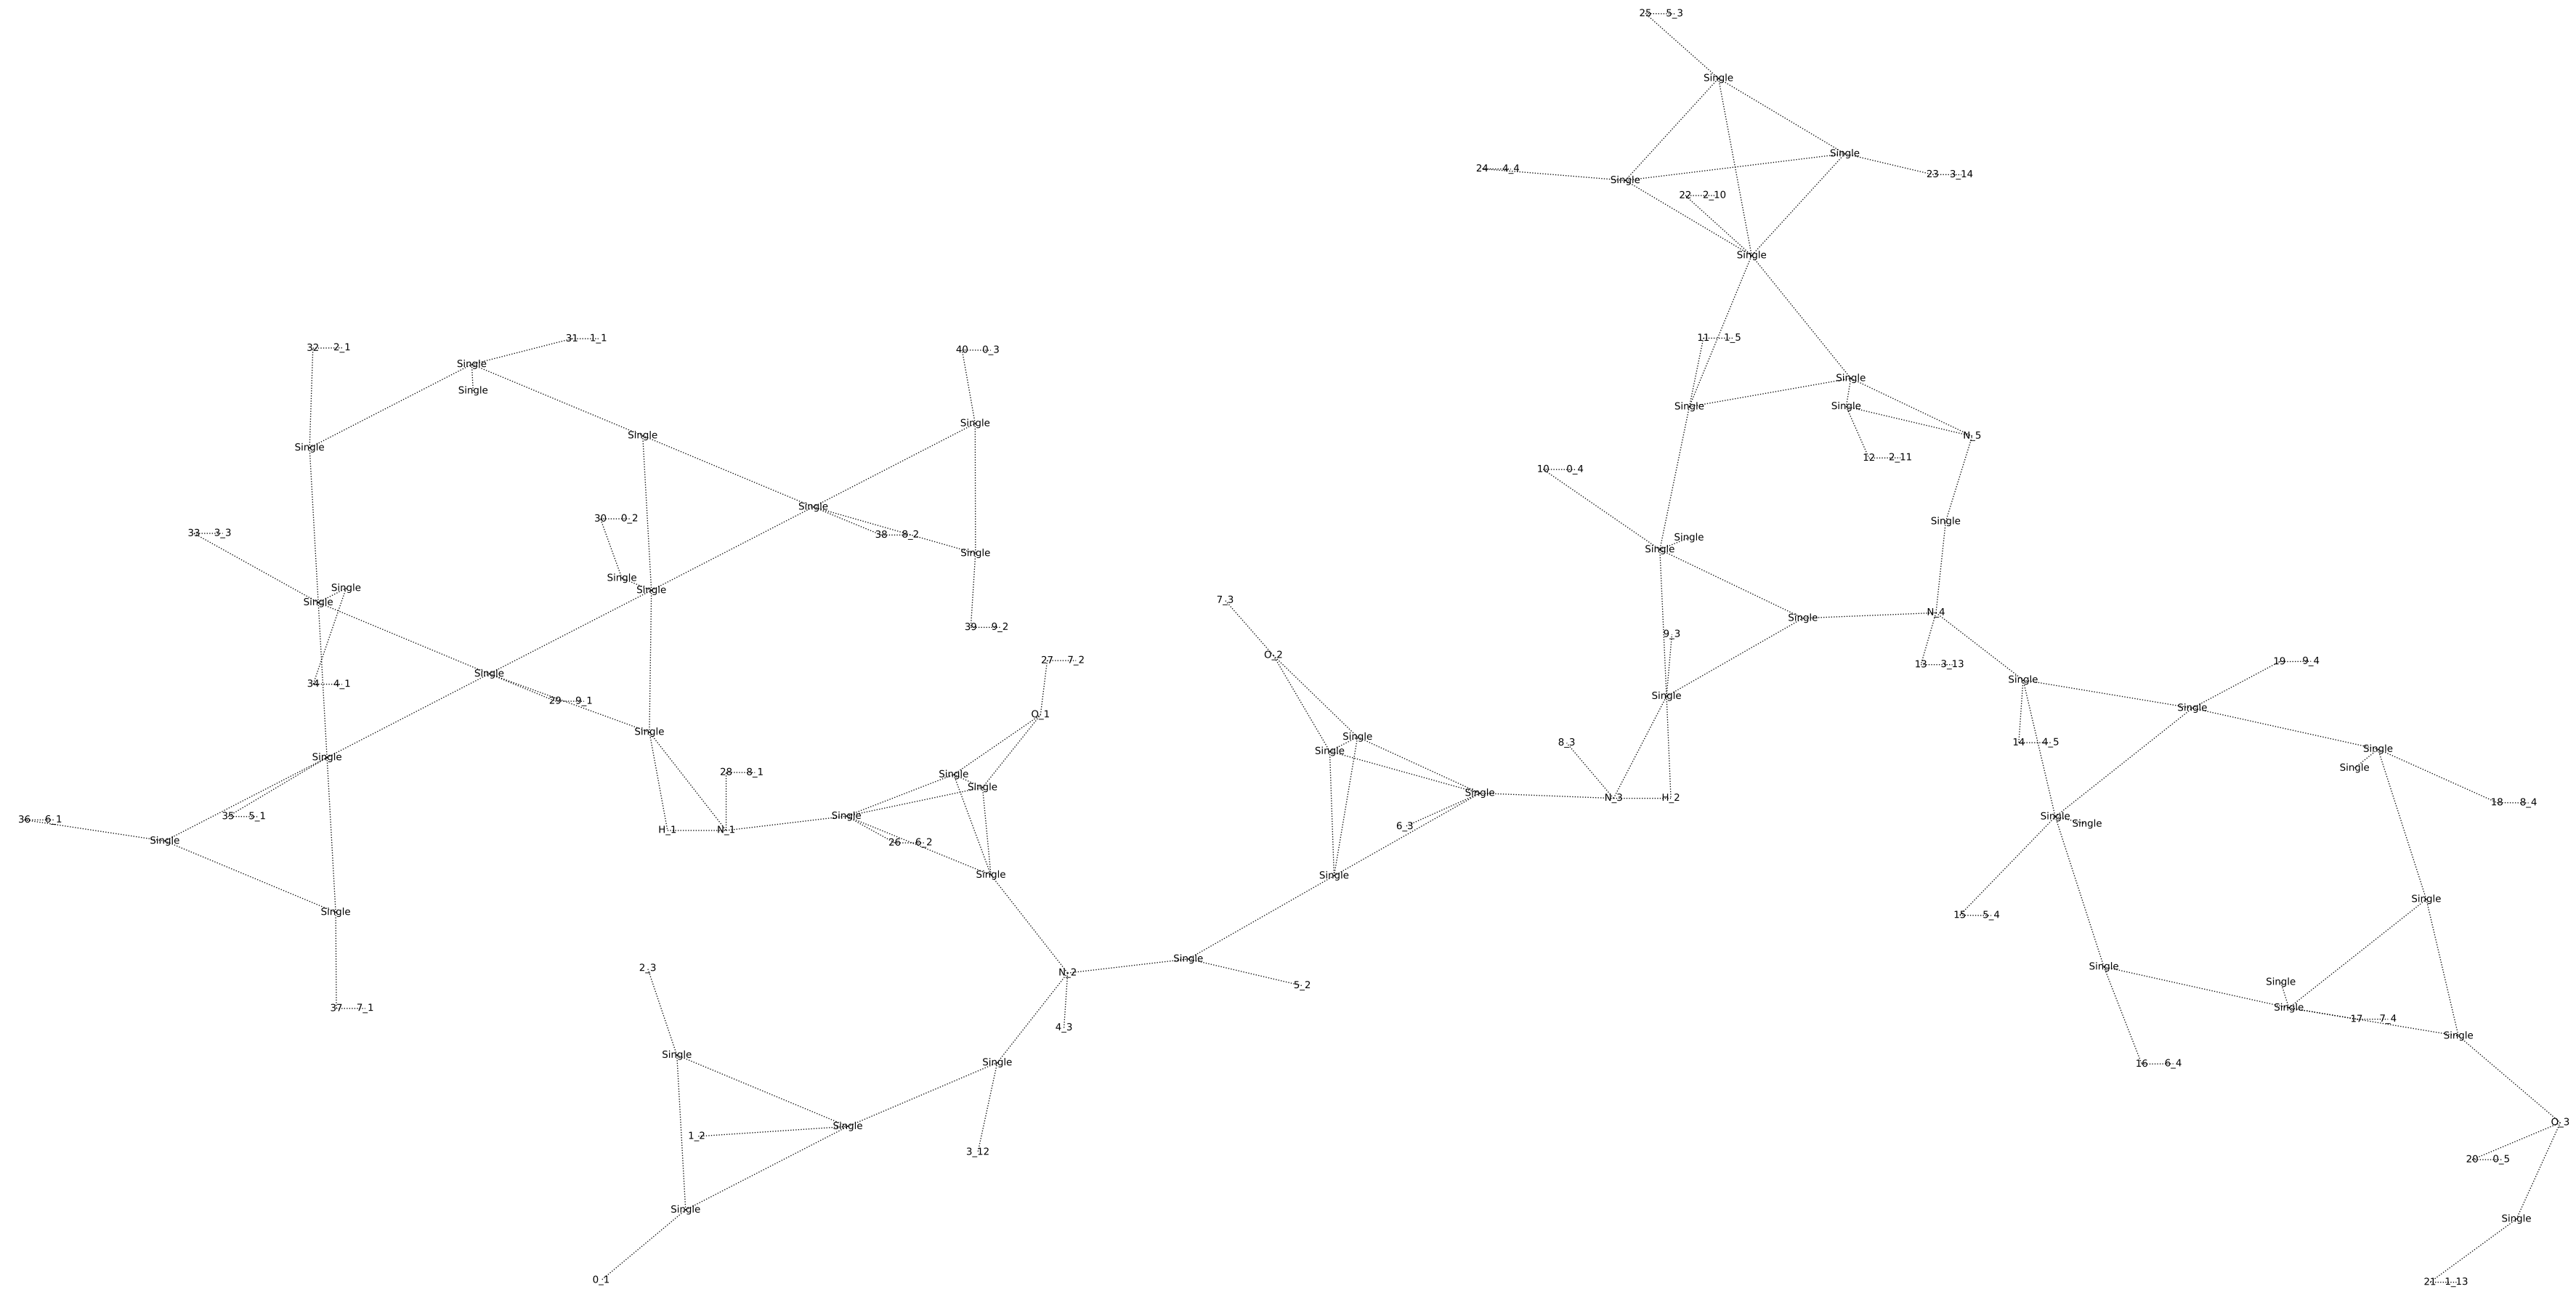 25 5_3
Single
Single
24 4_4
23 3_14
Single
22 2_10
Single
11 1_5
31 1_1
32 2_1
40 0_3
Single
Single
Single
Single
Single
Single
Single
N_5
Single
12 2_11
10 0_4
Single
30 0_2
Single
33 3_3
38 8_2
Single
Single
Single
Single
Single
Single
7_3
Single
N_4
Single
39 9_2
9_3
O_2
27 7_2
19 9_4
13 3_13
Single
Single
34 4_1
Single
29 9_1
Single
O_1
Single
Single
8_3
14 4_5
Single
Single
Single
Single
28 8_1
Single
Single
Single
N_3
H_2
18 8_4
Single
Single
36 6_1
35 5_1
Single
6_3
H_1
N_1
Single
26 6_2
Single
Single
Single
Single
15 5_4
Single
2_3
N_2
Single
Single
5_2
37 7_1
Single
17 7_4
4_3
Single
Single
Single
16 6_4
O_3
Single
1_2
3_12
20 0_5
Single
Single
0_1
21 1_13